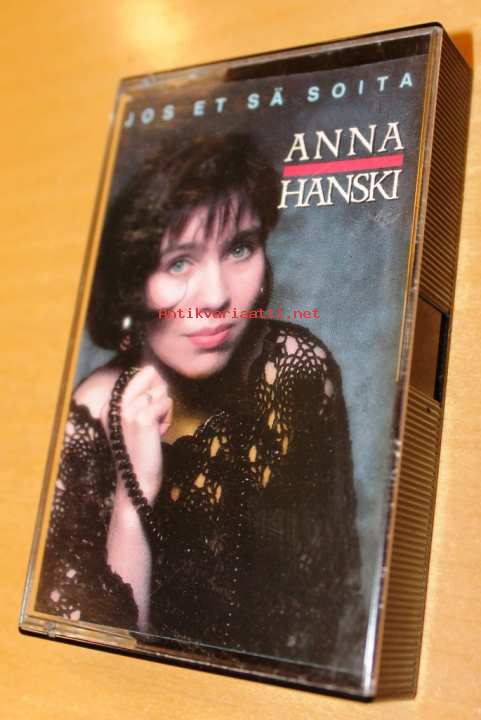 JOS ET SÄ SOITA
ANNA
HANSKI
Antikvariaatti.net